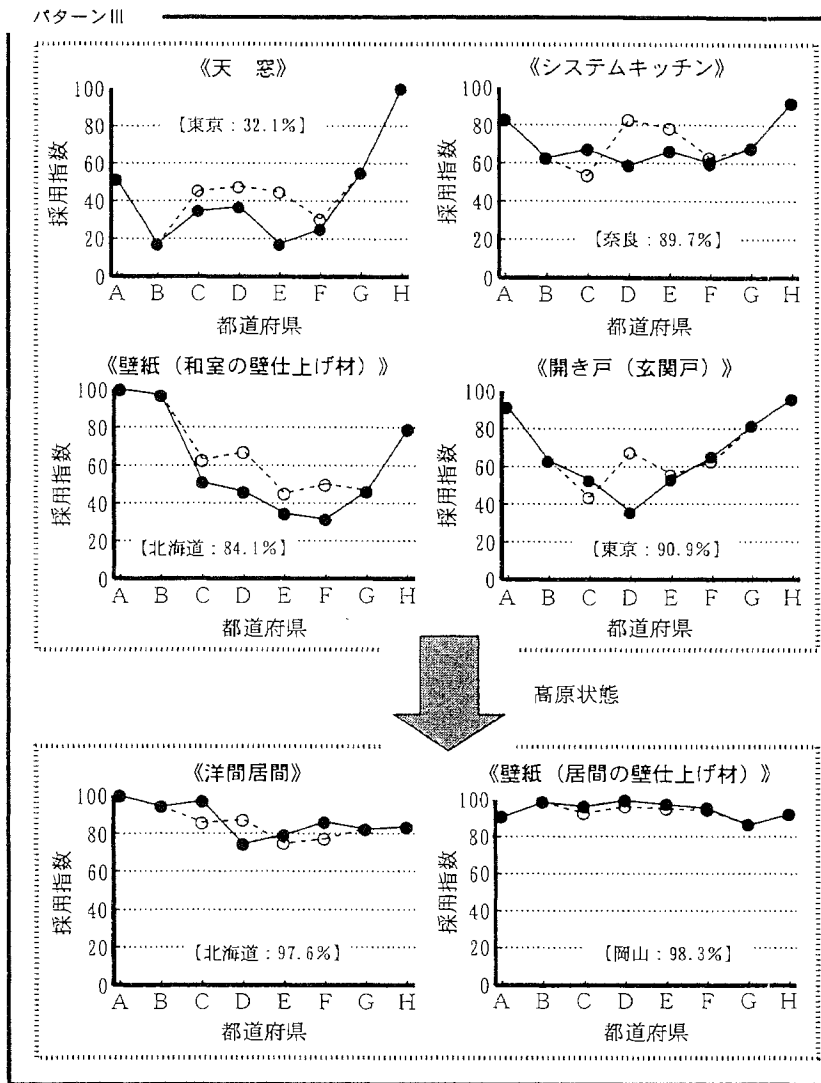 パターンⅢ
《天　窓》
採用指数
100
80
60
40
20
0
【東京：32.1%】
A B C D E F G H
都道府県
《システムキッチン》
採用指数
100
80
60
40
20
0
【奈良：89.7%】
A B C D E F G H
都道府県
《壁紙（和室の壁仕上げ材）》
採用指数
100
80
60
40
20
0
【北海道：84.1%】
A B C D E F G H
都道府県
《開き戸（玄関戸）》
採用指数
100
80
60
40
20
0
【東京：90.9%】
A B C D E F G H
都道府県
高原状態
《洋間居間》
採用指数
100
80
60
40
20
0
【北海道：97.6%】
A B C D E F G H
都道府県
《壁紙（居間の壁仕上げ材）》
採用指数
100
80
60
40
20
0
【岡山：98.3%】
A B C D E F G H
都道府県